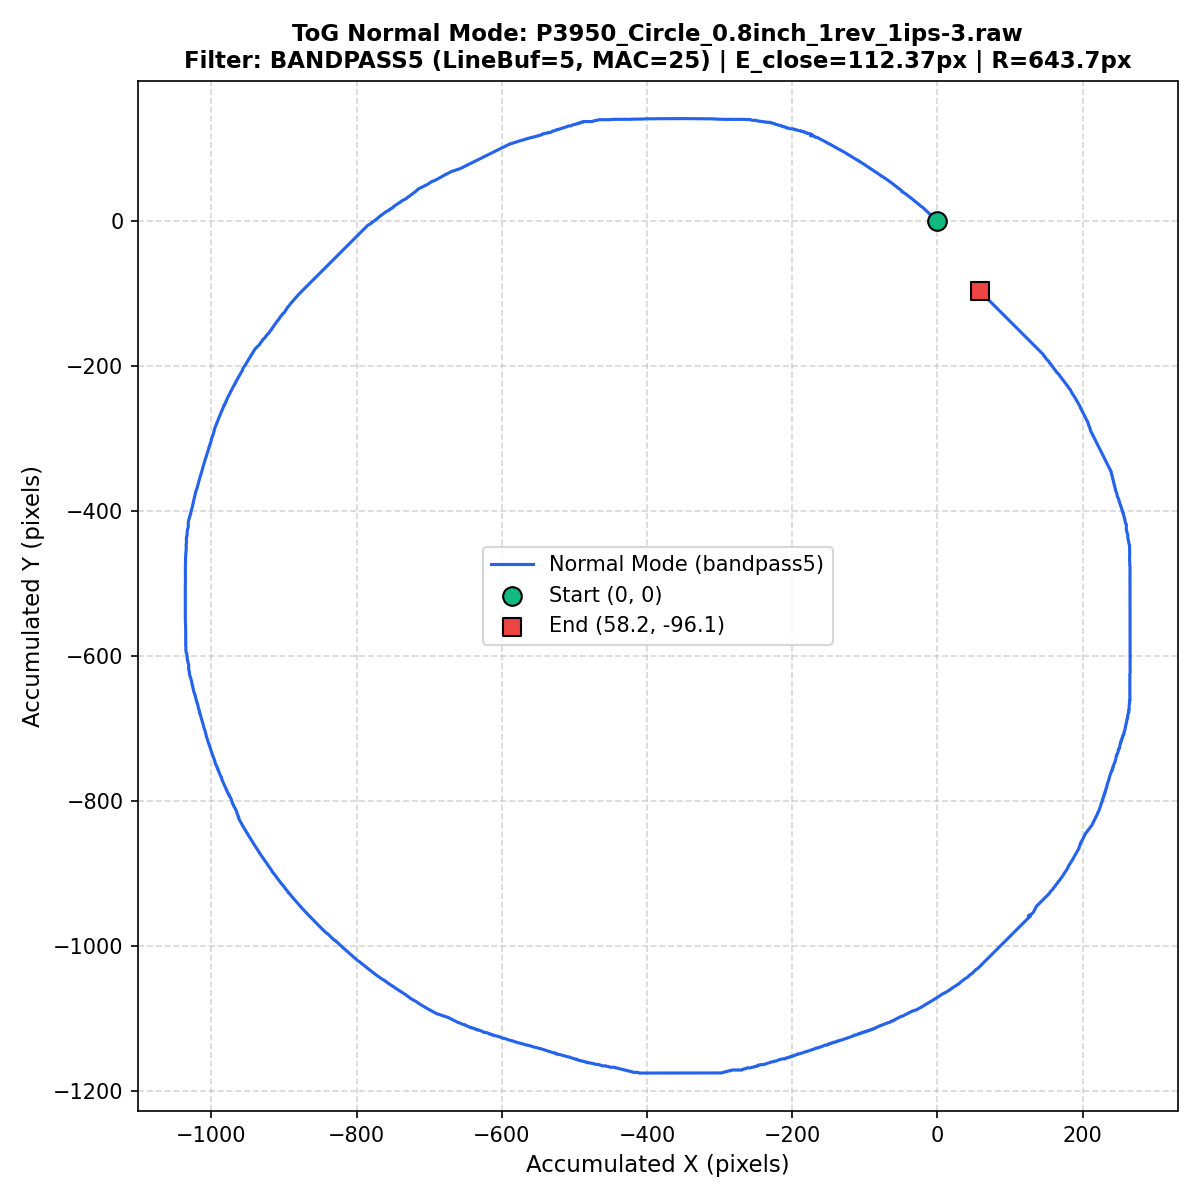 ToG Normal Mode: P3950_Circle_0.8inch_1rev_1ips-3.raw
Filter: BANDPASS5 (LineBuf=5, MAC=25) | E_close=112.37px | R=643.7px
Accumulated Y (pixels)
0
−200
−400
−600
−800
−1000
−1200
Normal Mode (bandpass5)
Start (0, 0)
End (58.2, -96.1)
−1000
−800
−600
−400
−200
0
200
Accumulated X (pixels)